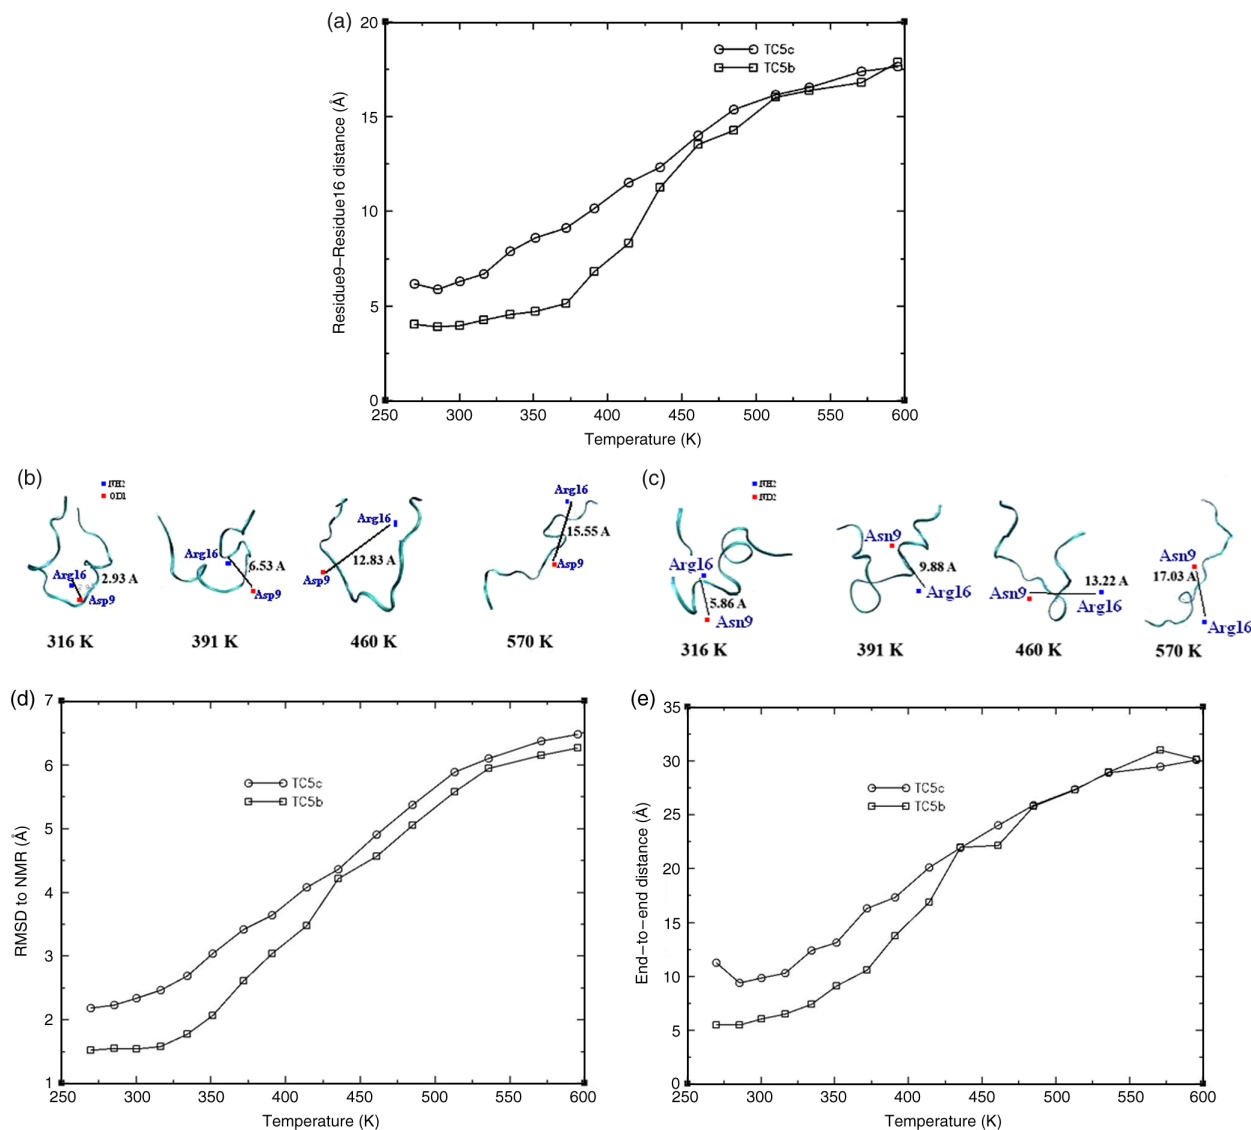 (a)
20
15
10
5
0
Residue9−Residue16 distance (Å)
TC5c
TC5b
250 300 350 400 450 500 550 600
Temperature (K)
(b)
NH2
OD1
Arg16
2.93 A
Asp9
316 K
Arg16
6.53 A
Asp9
391 K
Arg16
12.83 A
Asp9
460 K
Arg16
15.55 A
Asp9
570 K
(c)
NH2
ND2
Arg16
5.86 A
Asn9
316 K
Asn9
9.88 A
Arg16
391 K
Asn9
13.22 A
Arg16
460 K
Asn9
17.03 A
Arg16
570 K
(d)
7
6
5
4
3
2
1
RMSD to NMR (Å)
TC5c
TC5b
250 300 350 400 450 500 550 600
Temperature (K)
(e)
35
30
25
20
15
10
5
0
End−to−end distance (Å)
TC5c
TC5b
250 300 350 400 450 500 550 600
Temperature (K)